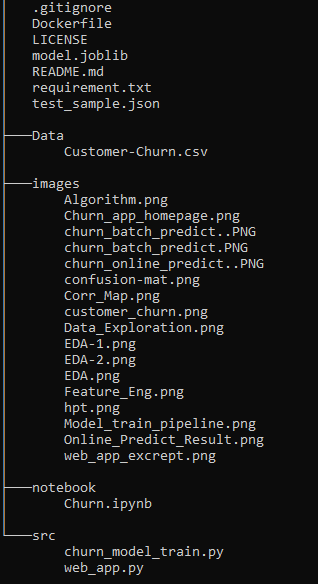 .gitignore
Dockerfile
LICENSE
model.joblib
README.md
requirement.txt
test_sample.json
Data
Customer-Churn.csv
images
Algorithm.png
Churn_app_homepage.png
churn_batch_predict..PNG
churn_batch_predict.PNG
churn_online_predict..PNG
confusion-mat.png
Corr_Map.png
customer_churn.png
Data_Exploration.png
EDA-1.png
EDA-2.png
EDA.png
Feature_Eng.png
hpt.png
Model_train_pipeline.png
Online_Predict_Result.png
web_app_excrept.png
notebook
Churn.ipynb
src
churn_model_train.py
web_app.py